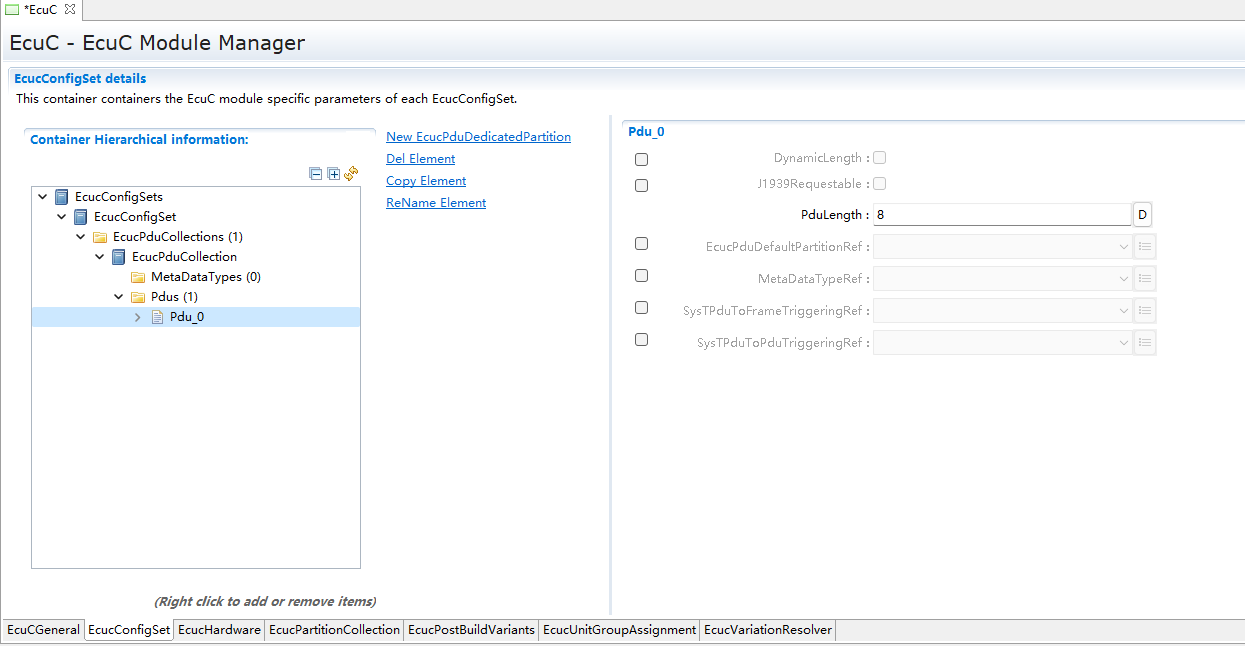 *EcuC
EcuC - EcuC Module Manager
EcucConfigSet details
This container containers the EcuC module specific parameters of each EcucConfigSet.
Container Hierarchical information:
EcucConfigSets
EcucConfigSet
EcucPduCollections (1)
EcucPduCollection
MetaDataTypes (0)
Pdus (1)
Pdu_0
(Right click to add or remove items)
New EcucPduDedicatedPartition
Del Element
Copy Element
ReName Element
Pdu_0
DynamicLength :
J1939Requestable :
PduLength : 8 D
EcucPduDefaultPartitionRef :
MetaDataTypeRef :
SysTPduToFrameTriggeringRef :
SysTPduToPduTriggeringRef :
EcuCGeneral EcucConfigSet EcucHardware EcucPartitionCollection EcucPostBuildVariants EcucUnitGroupAssignment EcucVariationResolver